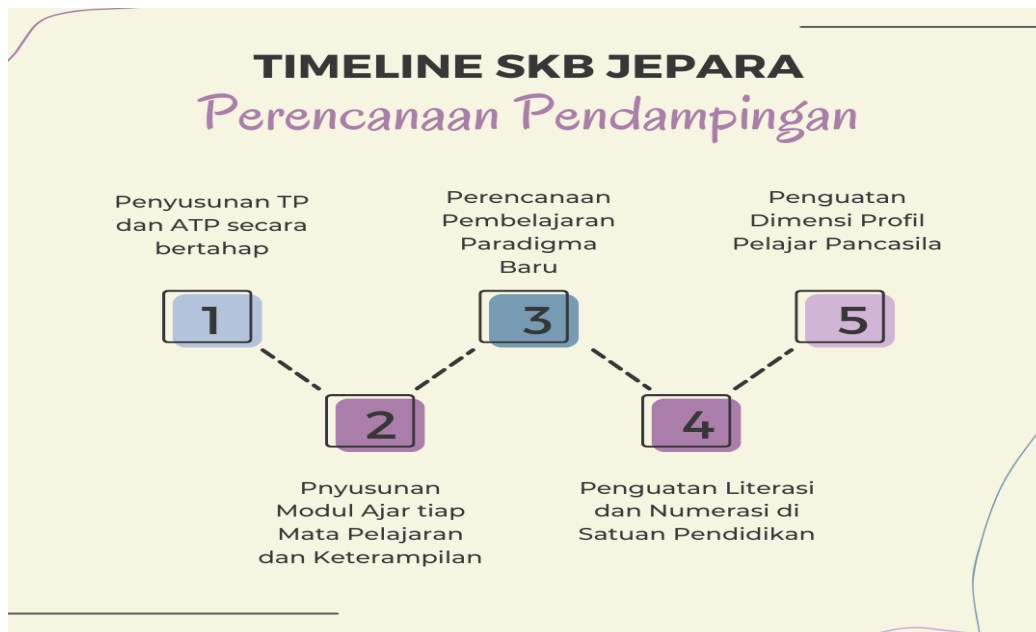 TIMELINE SKB JEPARA
Perencanaan Pendampingan
Penyusunan TP
dan ATP secara
bertahap
1
Pnyusunan
Modul Ajar tiap
Mata Pelajaran
dan Keterampilan
2
Perencanaan
Pembelajaran
Paradigma
Baru
3
Penguatan Literasi
dan Numerasi di
Satuan Pendidikan
4
Penguatan
Dimensi Profil
Pelajar Pancasila
5